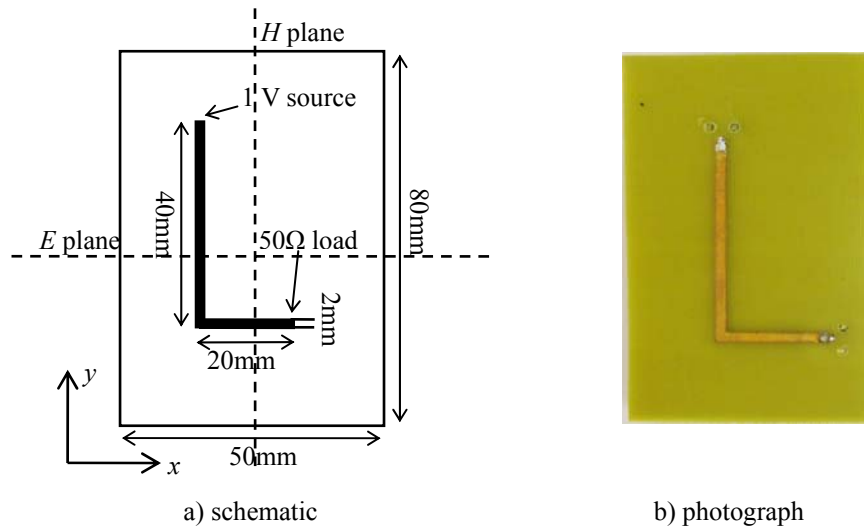 H plane
1 V source
40mm
80mm
E plane
50Ω load
2mm
20mm
y
x
50mm
a) schematic
b) photograph